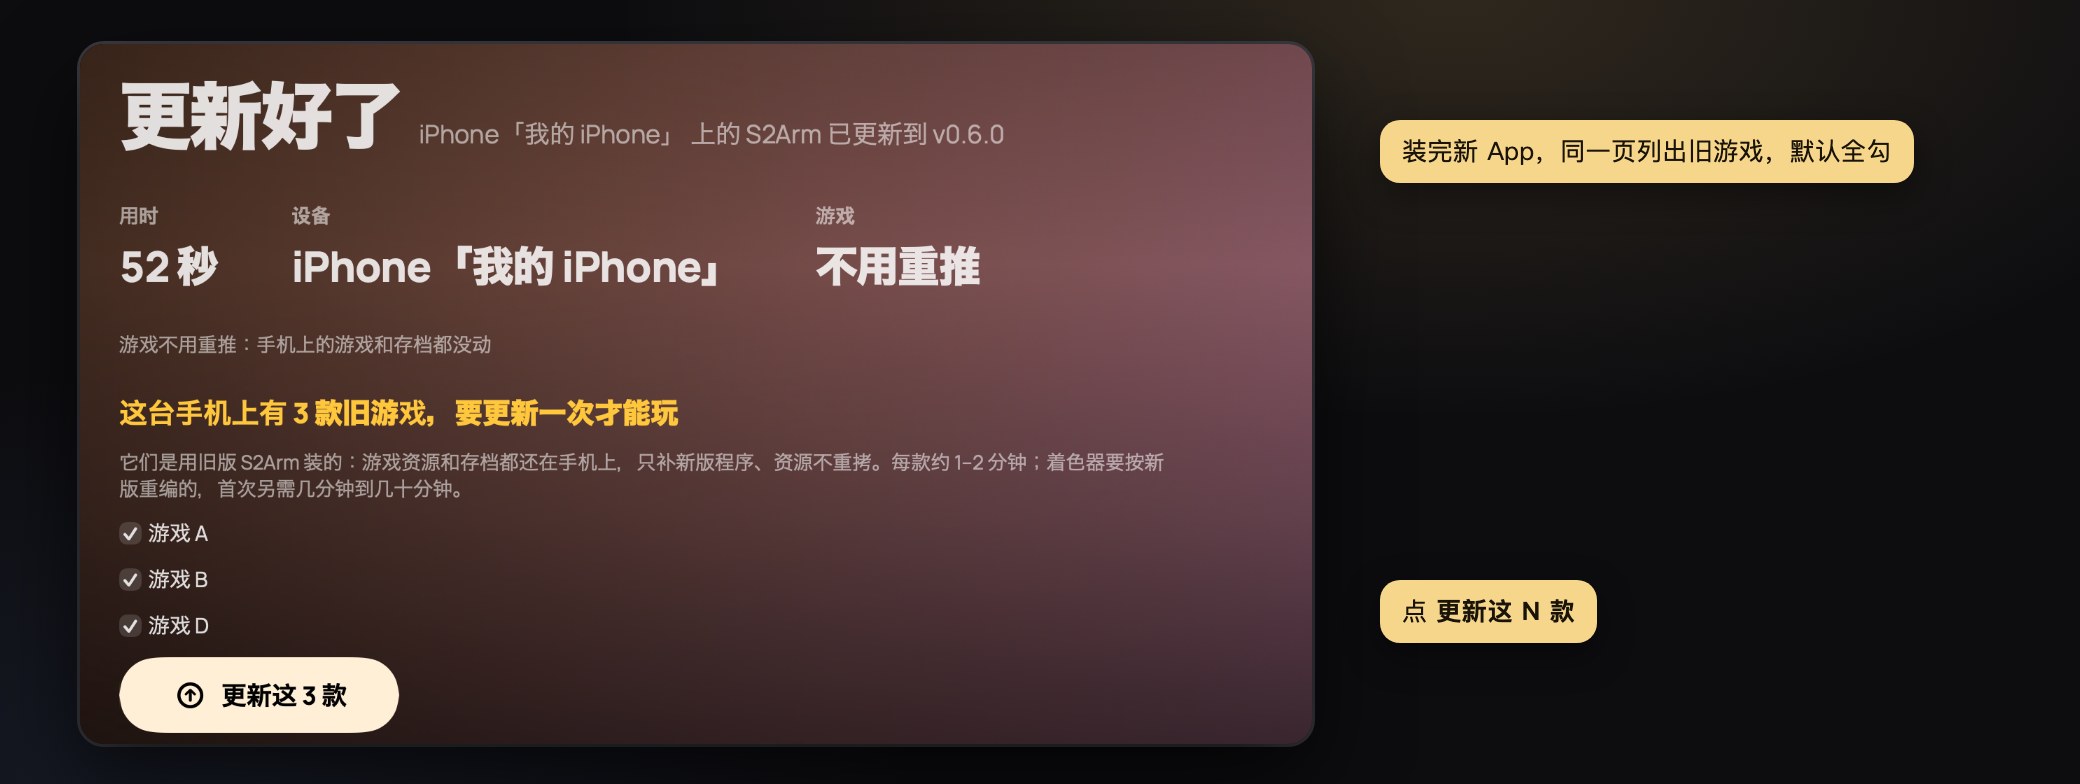 更新好了 iPhone「我的 iPhone」 上的 S2Arm 已更新到 v0.6.0
装完新 App，同一页列出旧游戏，默认全勾
用时 设备 游戏
52 秒 iPhone「我的 iPhone」 不用重推
游戏不用重推：手机上的游戏和存档都没动
这台手机上有 3 款旧游戏，要更新一次才能玩
它们是用旧版 S2Arm 装的：游戏资源和存档都还在手机上，只补新版程序、资源不重拷。每款约 1–2 分钟；着色器要按新
版重编的，首次另需几分钟到几十分钟。
游戏 A
游戏 B
游戏 D
点 更新这 N 款
更新这 3 款